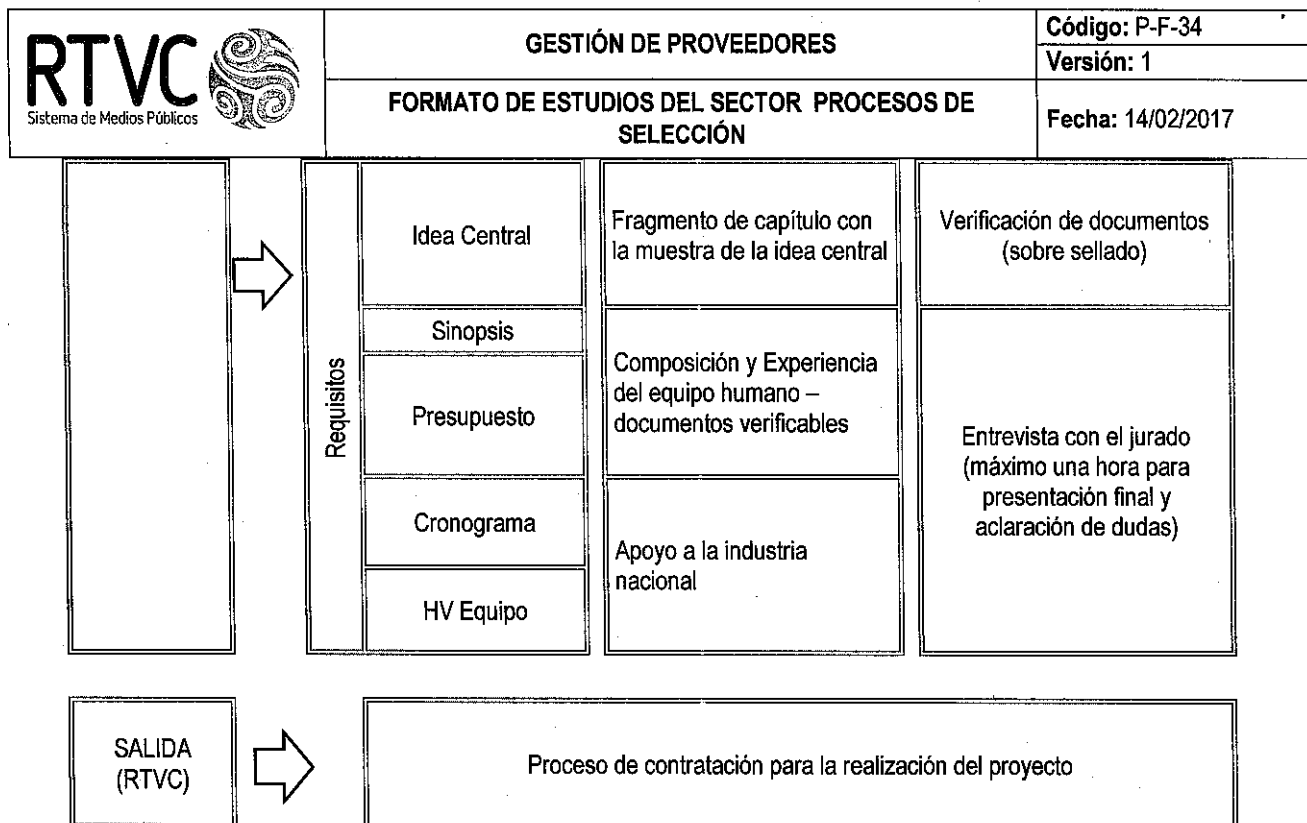 RTVC
Sistema de Medios Públicos
GESTIÓN DE PROVEEDORES
Código: P-F-34
Versión: 1
FORMATO DE ESTUDIOS DEL SECTOR PROCESOS DE
SELECCIÓN
Fecha: 14/02/2017
Requisitos
Idea Central
Sinopsis
Presupuesto
Cronograma
HV Equipo
Fragmento de capítulo con
la muestra de la idea central
Composición y Experiencia
del equipo humano –
documentos verificables
Apoyo a la industria
nacional
Verificación de documentos
(sobre sellado)
Entrevista con el jurado
(máximo una hora para
presentación final y
aclaración de dudas)
SALIDA
(RTVC)
Proceso de contratación para la realización del proyecto